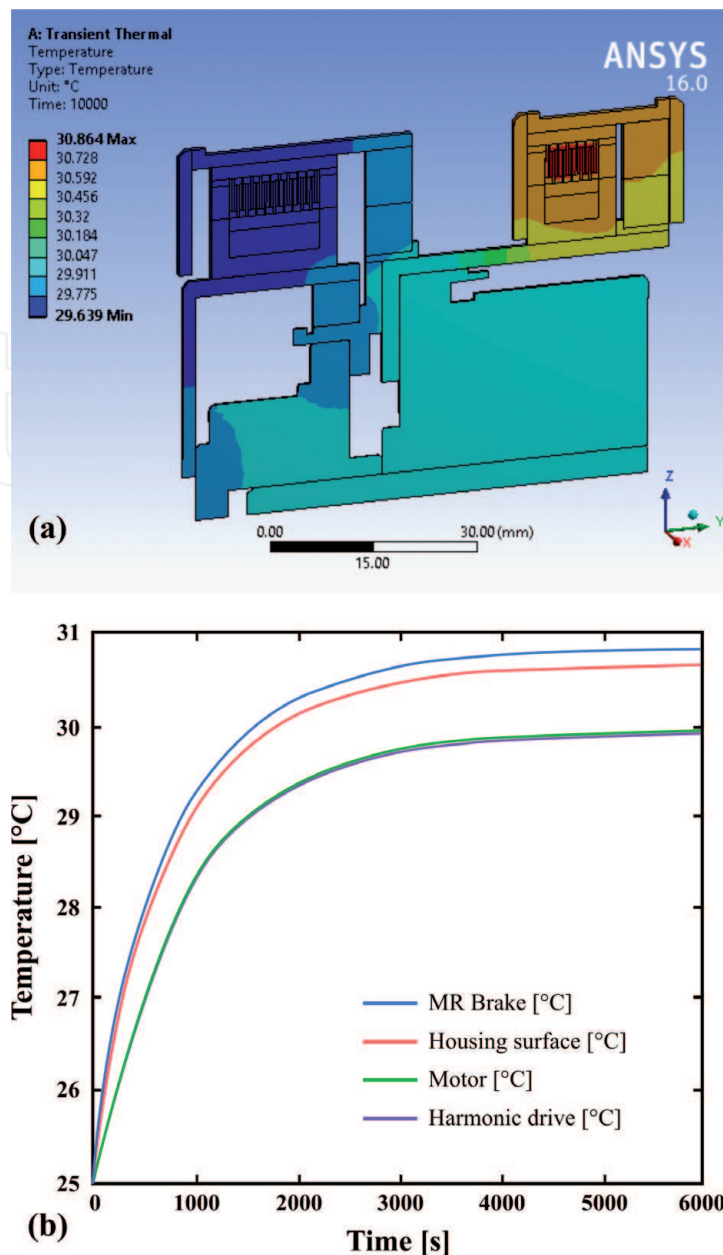 A: Transient Thermal
Temperature
Type: Temperature
Unit: °C
Time: 10000
ANSYS
16.0
30.864 Max
30.728
30.592
30.456
30.32
30.184
30.047
29.911
29.775
29.639 Min
Z
Y
X
(a)
0.00
30.00 (mm)
15.00
31
30
29
28
27
26
25
Temperature [°C]
MR Brake [°C]
Housing surface [°C]
Motor [°C]
Harmonic drive [°C]
0
1000
2000
3000
4000
5000
6000
(b)
Time [s]